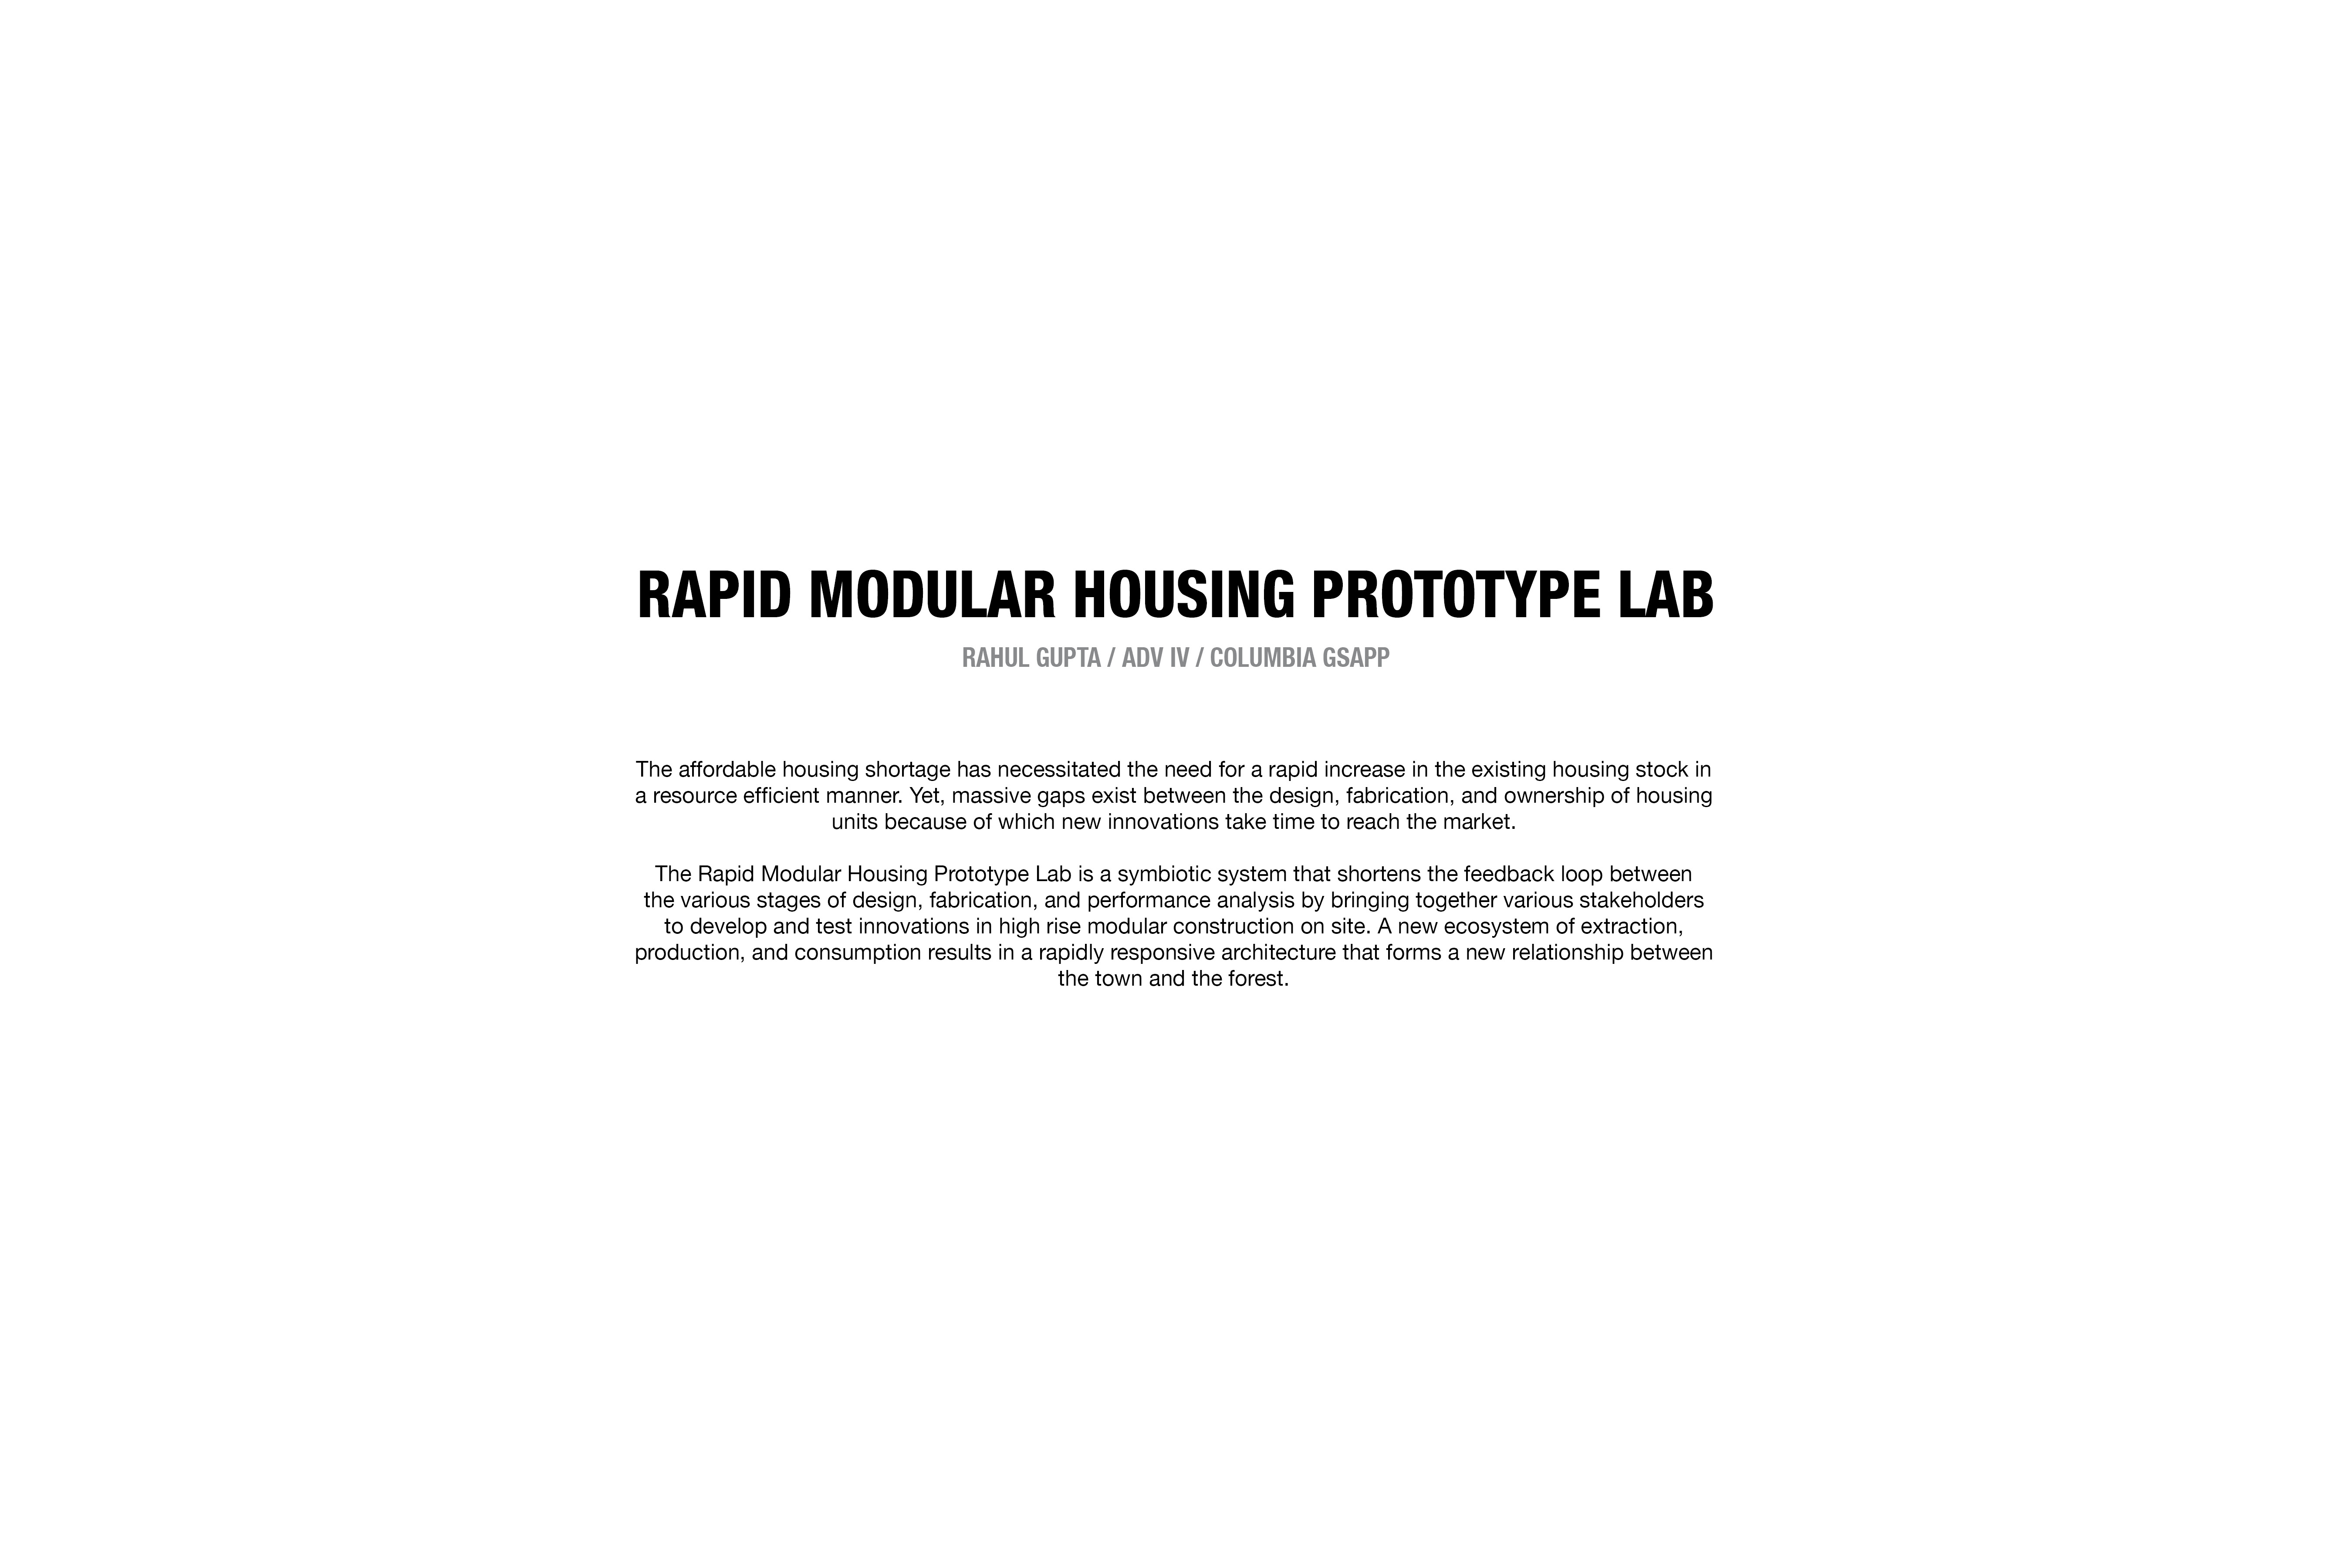 RAPID MODULAR HOUSING PROTOTYPE LAB
RAHUL GUPTA / ADV IV / COLUMBIA GSAPP
The affordable housing shortage has necessitated the need for a rapid increase in the existing housing stock in
a resource efficient manner. Yet, massive gaps exist between the design, fabrication, and ownership of housing
units because of which new innovations take time to reach the market.
The Rapid Modular Housing Prototype Lab is a symbiotic system that shortens the feedback loop between
the various stages of design, fabrication, and performance analysis by bringing together various stakeholders
to develop and test innovations in high rise modular construction on site. A new ecosystem of extraction,
production, and consumption results in a rapidly responsive architecture that forms a new relationship between
the town and the forest.